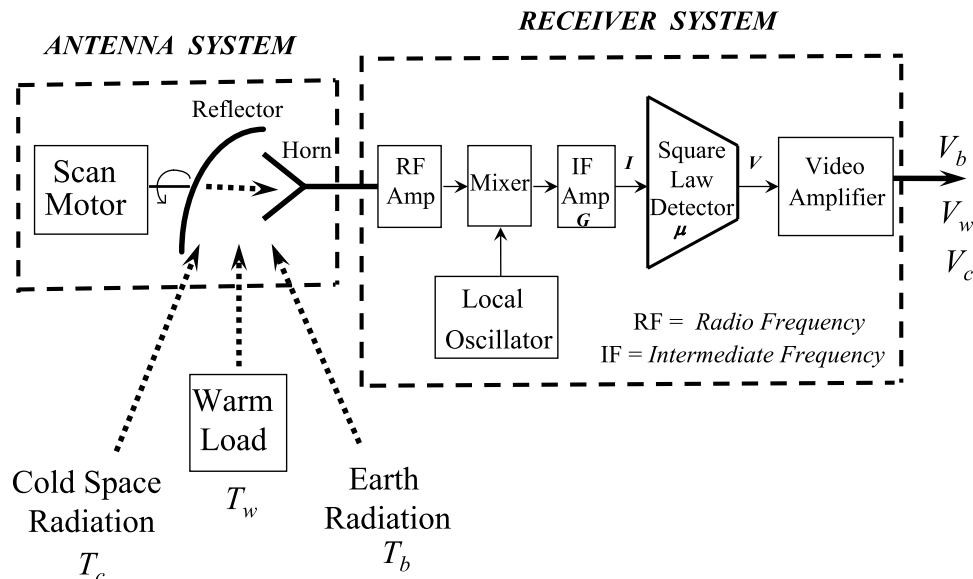 RECEIVER SYSTEM
ANTENNA SYSTEM
Reflector
Horn
Scan
Motor
RF
Amp
Mixer
IF
Amp
G
I
Square
Law
Detector
μ
V
Video
Amplifier
V_b
V_w
V_c
Local
Oscillator
RF = Radio Frequency
IF = Intermediate Frequency
Warm
Load
T_w
Cold Space
Radiation
T_c
Earth
Radiation
T_b